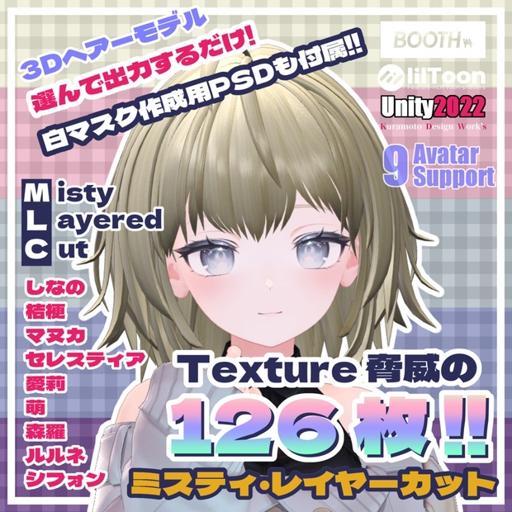 3Dヘアーモデル
選んで出力するだけ!
白マスク作成用PSDも付属!!
BOOTH
lilToon
Unity2022
Kuramoto Design Work's
9 Avatar
Support
Misty
Layered
Cut
しなの
桔梗
マヌカ
セレスティア
愛莉
萌
森羅
ルルネ
シフォン
Texture 脅威の
126枚!!
ミスティ・レイヤーカット